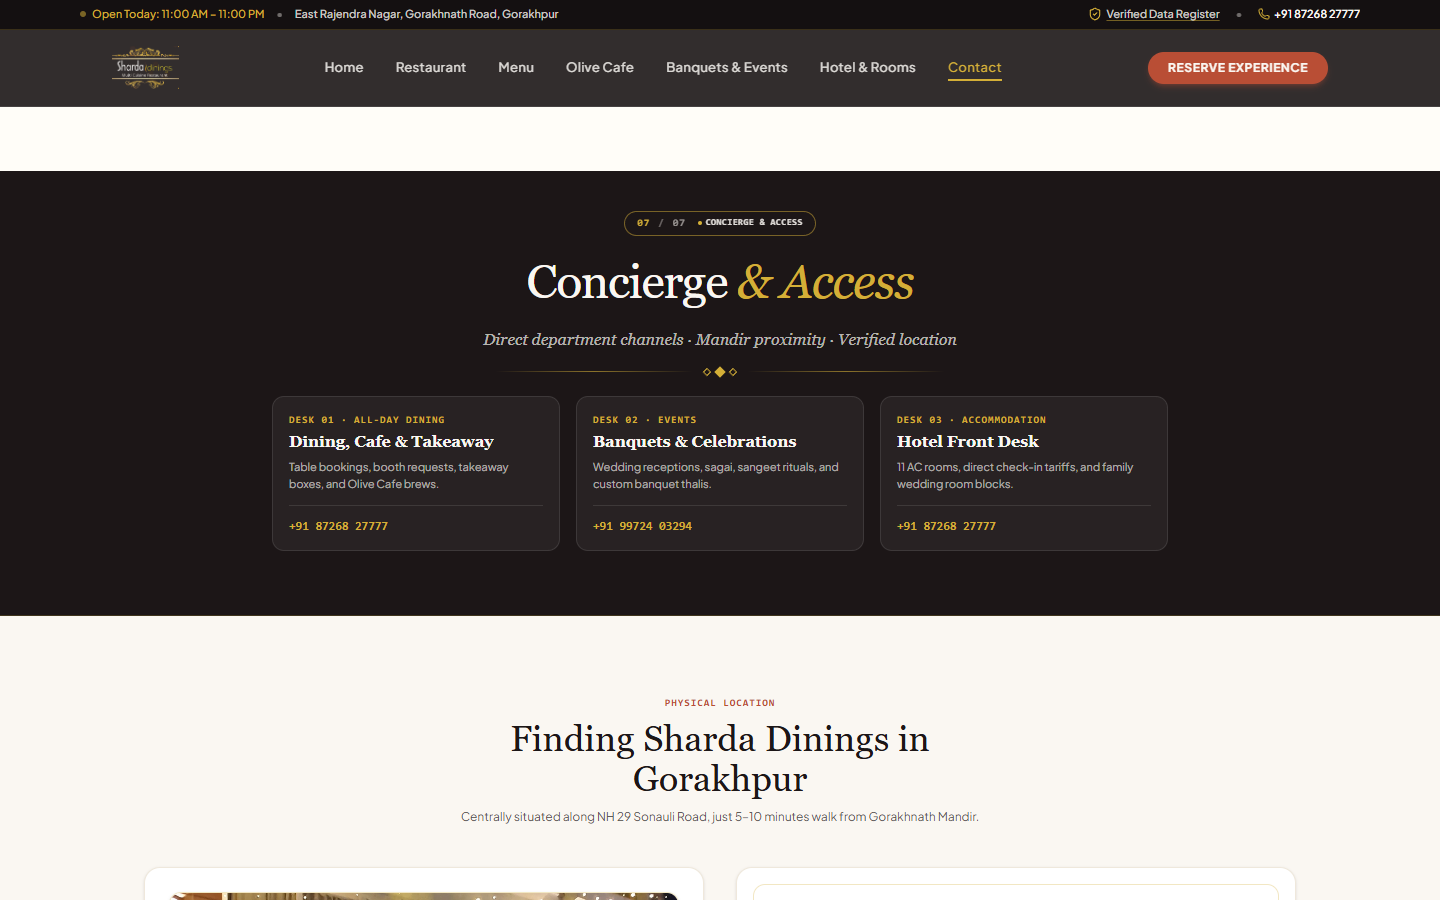 Open Today: 11:00 AM – 11:00 PM • East Rajendra Nagar, Gorakhnath Road, Gorakhpur
Verified Data Register • +91 87268 27777
Sharda dinings
Multi Cuisine Restaurant
Home Restaurant Menu Olive Cafe Banquets & Events Hotel & Rooms Contact
RESERVE EXPERIENCE
07 / 07 • CONCIERGE & ACCESS
Concierge & Access
Direct department channels · Mandir proximity · Verified location
DESK 01 · ALL-DAY DINING
Dining, Cafe & Takeaway
Table bookings, booth requests, takeaway
boxes, and Olive Cafe brews.
+91 87268 27777
DESK 02 · EVENTS
Banquets & Celebrations
Wedding receptions, sagai, sangeet rituals, and
custom banquet thalis.
+91 99724 03294
DESK 03 · ACCOMMODATION
Hotel Front Desk
11 AC rooms, direct check-in tariffs, and family
wedding room blocks.
+91 87268 27777
PHYSICAL LOCATION
Finding Sharda Dinings in
Gorakhpur
Centrally situated along NH 29 Sonauli Road, just 5–10 minutes walk from Gorakhnath Mandir.